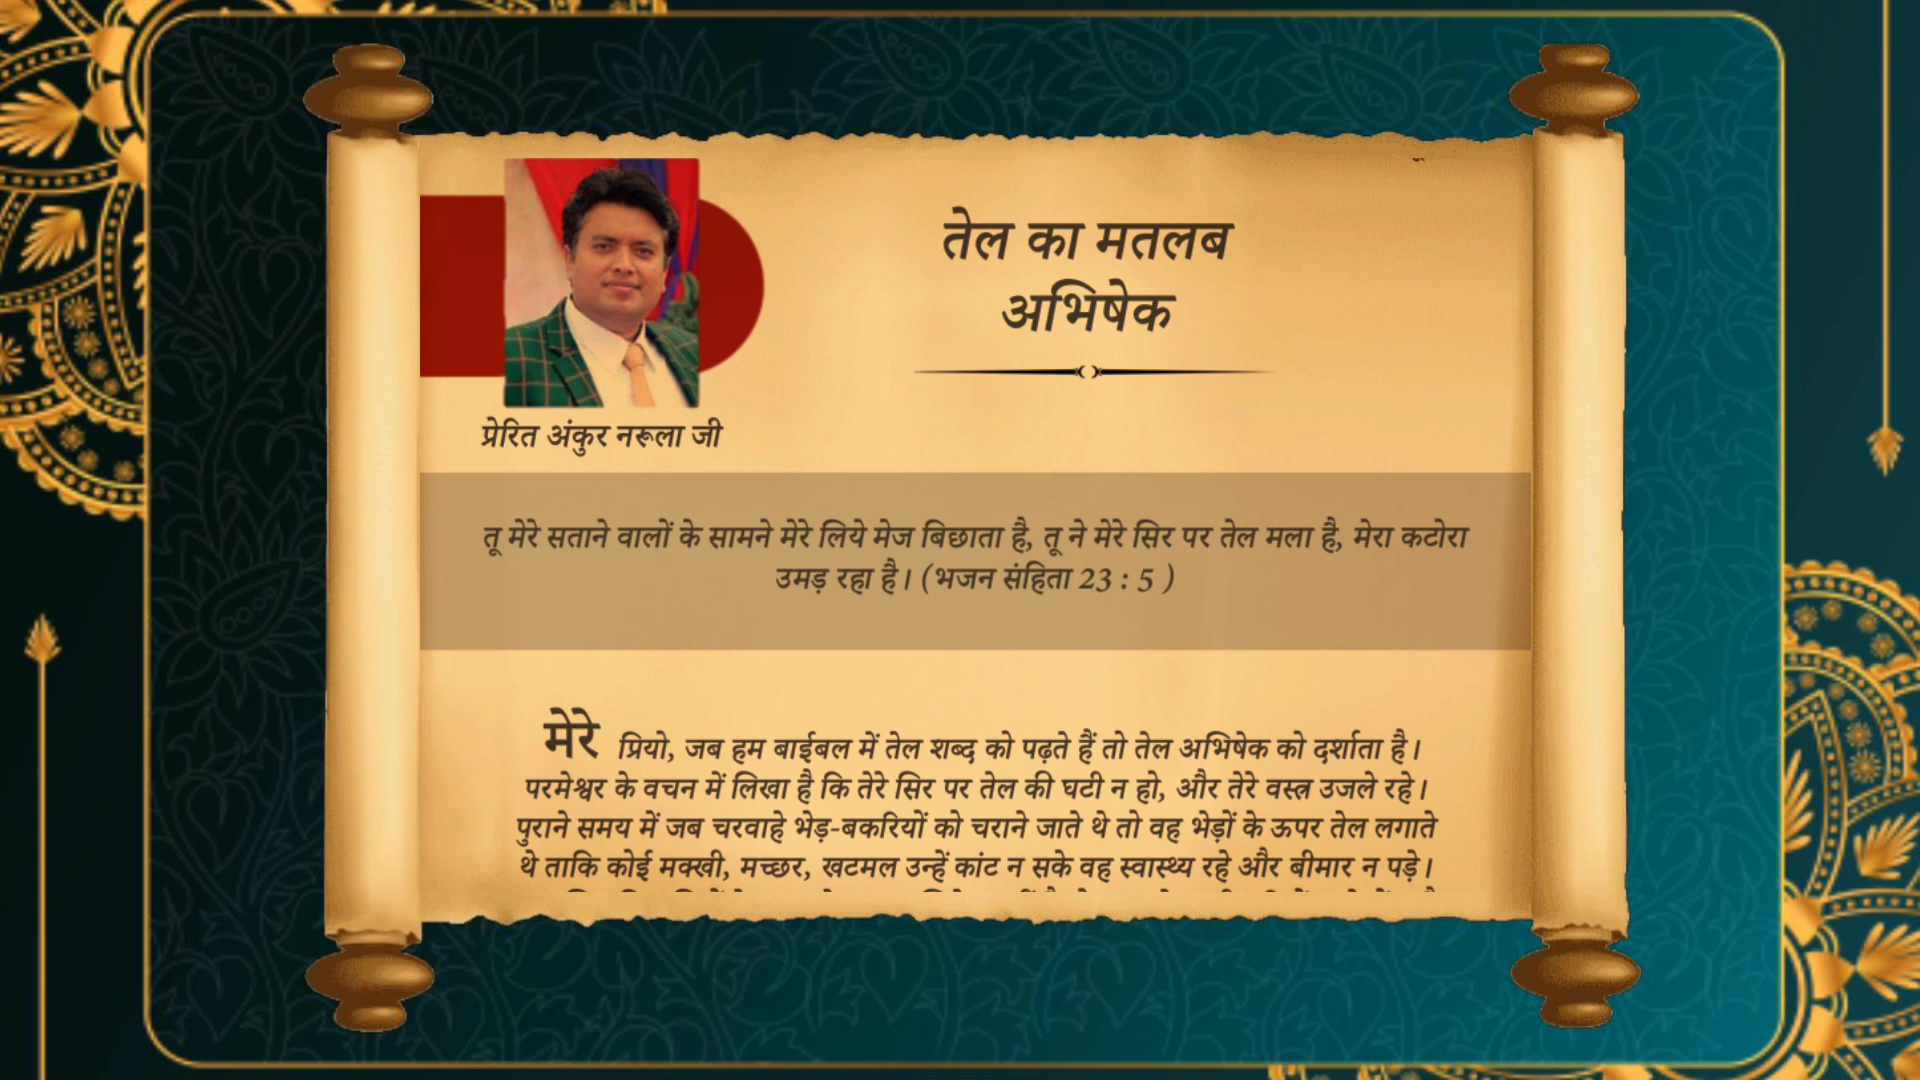 तेल का मतलब
अभिषेक
प्रेरित अंकुर नरूला जी
तू मेरे सताने वालों के सामने मेरे लिये मेज बिछाता है, तू ने मेरे सिर पर तेल मला है, मेरा कटोरा
उमड़ रहा है। (भजन संहिता 23 : 5 )
मेरे प्रियो, जब हम बाईबल में तेल शब्द को पढ़ते हैं तो तेल अभिषेक को दर्शाता है।
परमेश्वर के वचन में लिखा है कि तेरे सिर पर तेल की घटी न हो, और तेरे वस्त्र उजले रहे।
पुराने समय में जब चरवाहे भेड़-बकरियों को चराने जाते थे तो वह भेड़ों के ऊपर तेल लगाते
थे ताकि कोई मक्खी, मच्छर, खटमल उन्हें कांट न सके वह स्वास्थ्य रहे और बीमार न पड़े।